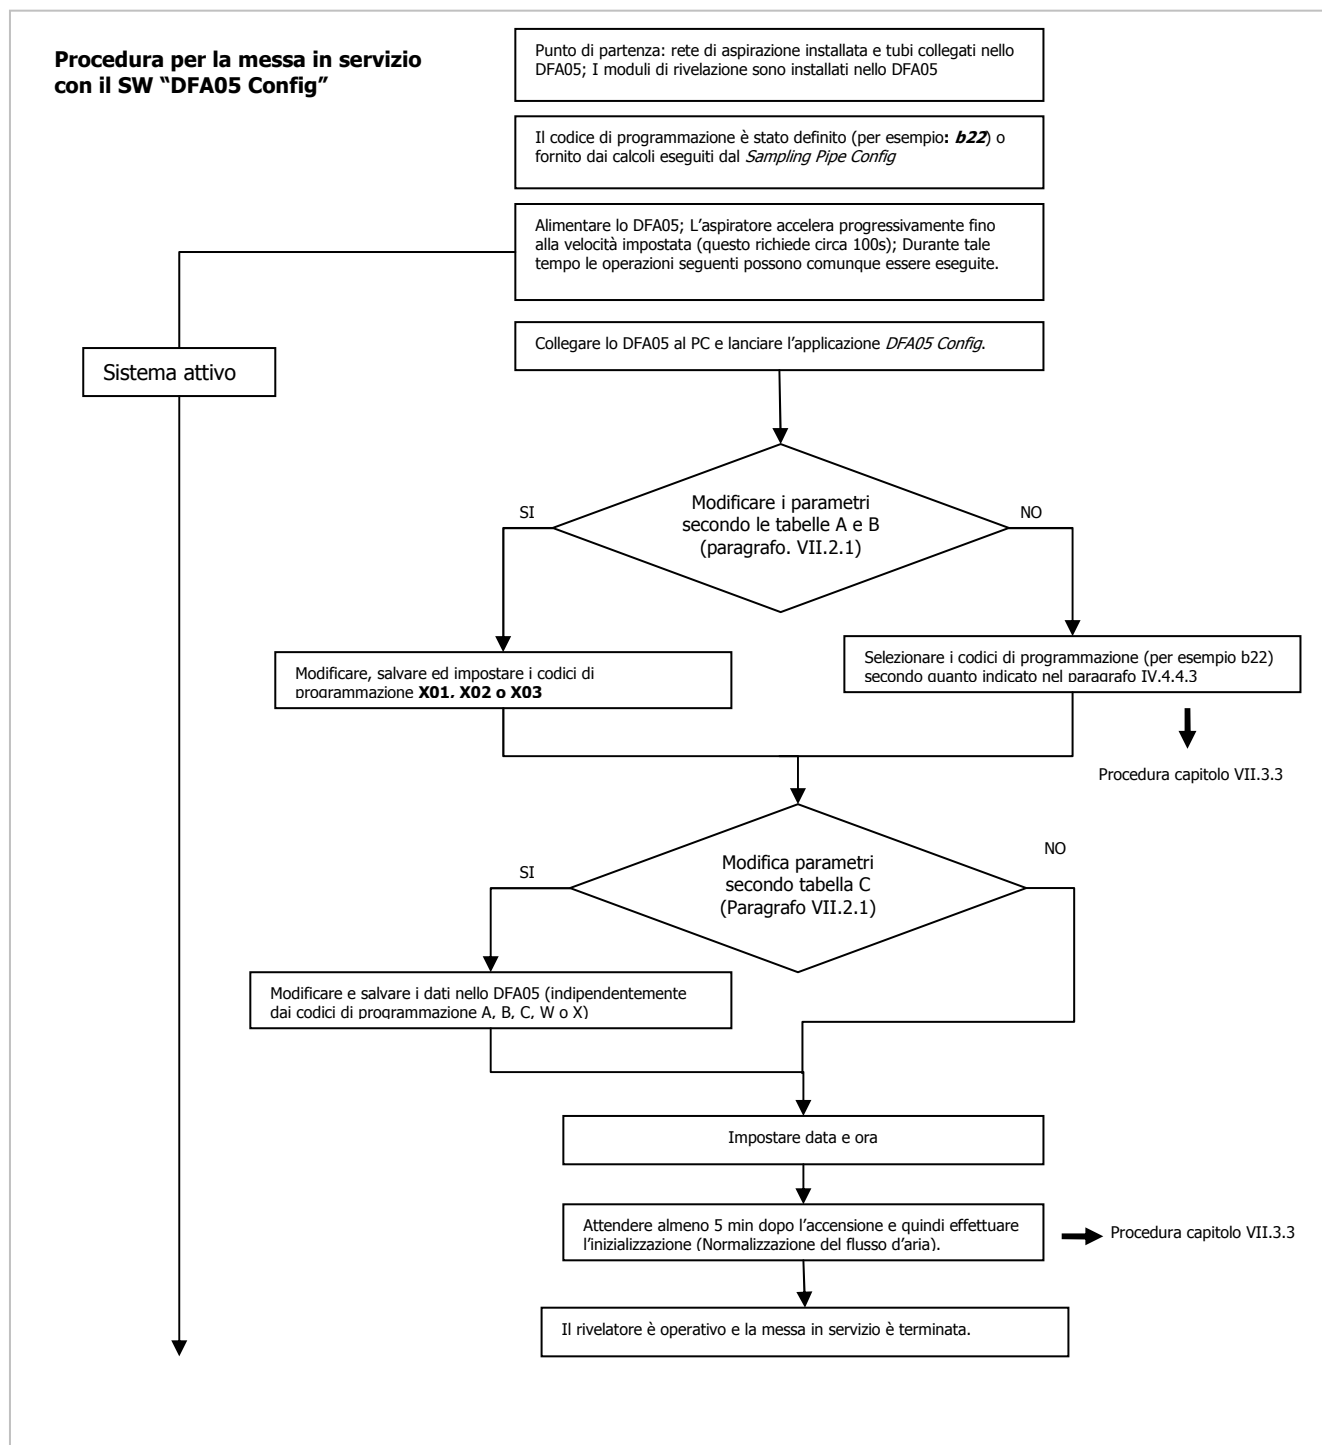 Procedura per la messa in servizio
con il SW “DFA05 Config”
Punto di partenza: rete di aspirazione installata e tubi collegati nello
DFA05; I moduli di rivelazione sono installati nello DFA05
Il codice di programmazione è stato definito (per esempio: b22) o
fornito dai calcoli eseguiti dal Sampling Pipe Config
Alimentare lo DFA05; L’aspiratore accelera progressivamente fino
alla velocità impostata (questo richiede circa 100s); Durante tale
tempo le operazioni seguenti possono comunque essere eseguite.
Collegare lo DFA05 al PC e lanciare l’applicazione DFA05 Config.
Sistema attivo
Modificare i parametri
secondo le tabelle A e B
(paragrafo. VII.2.1)
SI
NO
Modificare, salvare ed impostare i codici di
programmazione X01, X02 o X03
Selezionare i codici di programmazione (per esempio b22)
secondo quanto indicato nel paragrafo IV.4.4.3
Procedura capitolo VII.3.3
Modifica parametri
secondo tabella C
(Paragrafo VII.2.1)
SI
NO
Modificare e salvare i dati nello DFA05 (indipendentemente
dai codici di programmazione A, B, C, W o X)
Impostare data e ora
Attendere almeno 5 min dopo l’accensione e quindi effettuare
l’inizializzazione (Normalizzazione del flusso d’aria).
Procedura capitolo VII.3.3
Il rivelatore è operativo e la messa in servizio è terminata.